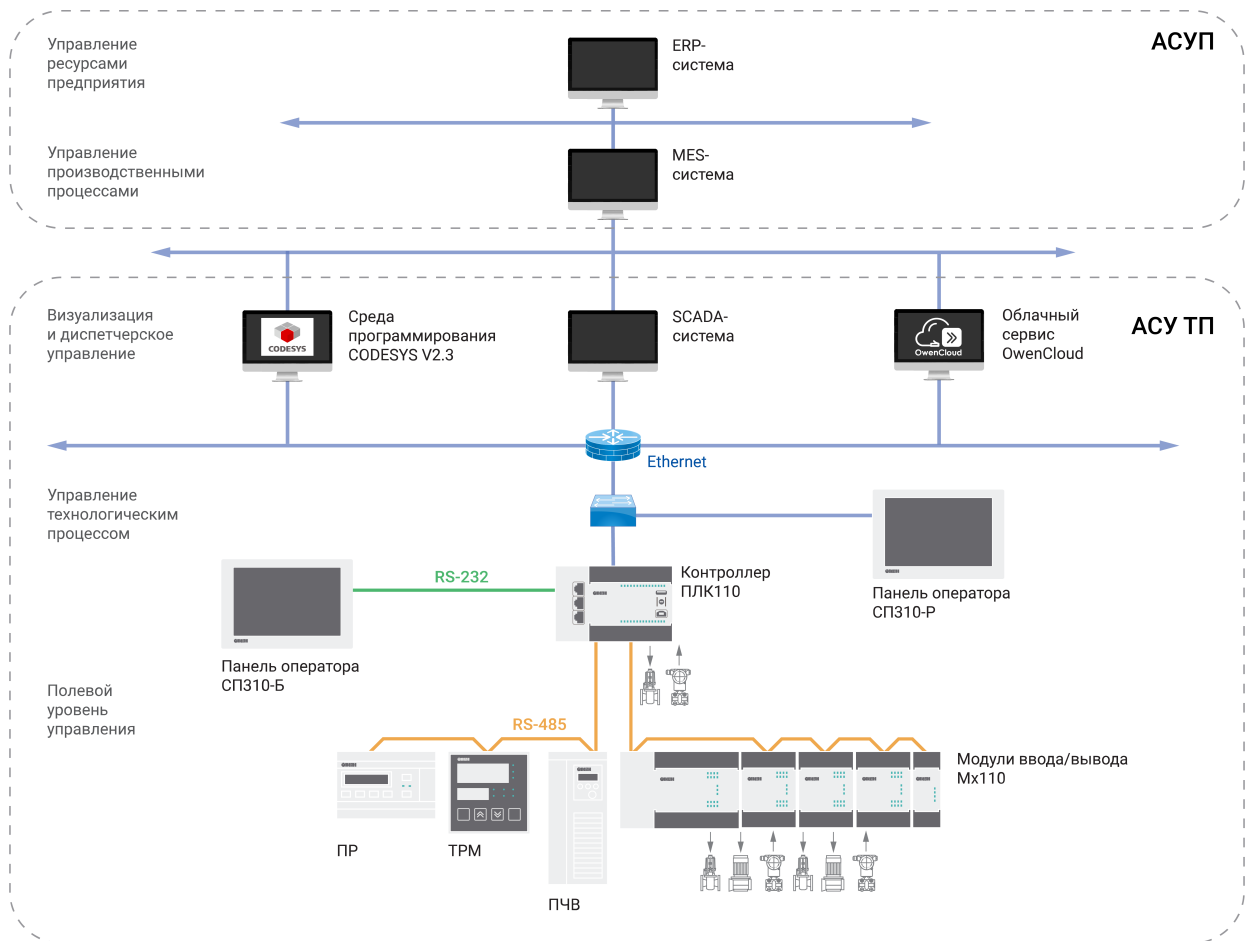 Управление
ресурсами
предприятия
ERP-
система
АСУП
Управление
производственными
процессами
MES-
система
Визуализация
и диспетчерское
управление
CODESYS
Среда
программирования
CODESYS V2.3
SCADA-
система
OwenCloud
Облачный
сервис
OwenCloud
АСУ ТП
Ethernet
Управление
технологическим
процессом
RS-232
Контроллер
ПЛК110
Панель оператора
СП310-Р
Панель оператора
СП310-Б
Полевой
уровень
управления
RS-485
Модули ввода/вывода
Мх110
ПР
ТРМ
ПЧВ